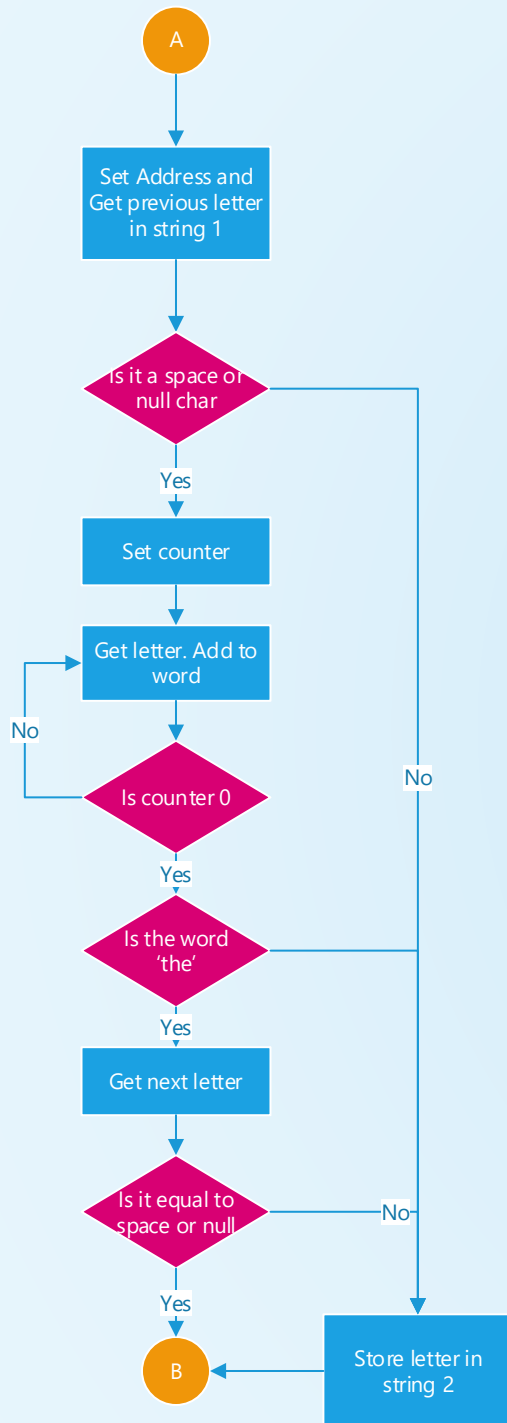 A
Set Address and
Get previous letter
in string 1
Is it a space or
null char
Yes
Set counter
Get letter. Add to
word
No
Is counter 0
No
Yes
Is the word
‘the’
Yes
Get next letter
Is it equal to
space or null
No
Yes
B
Store letter in
string 2